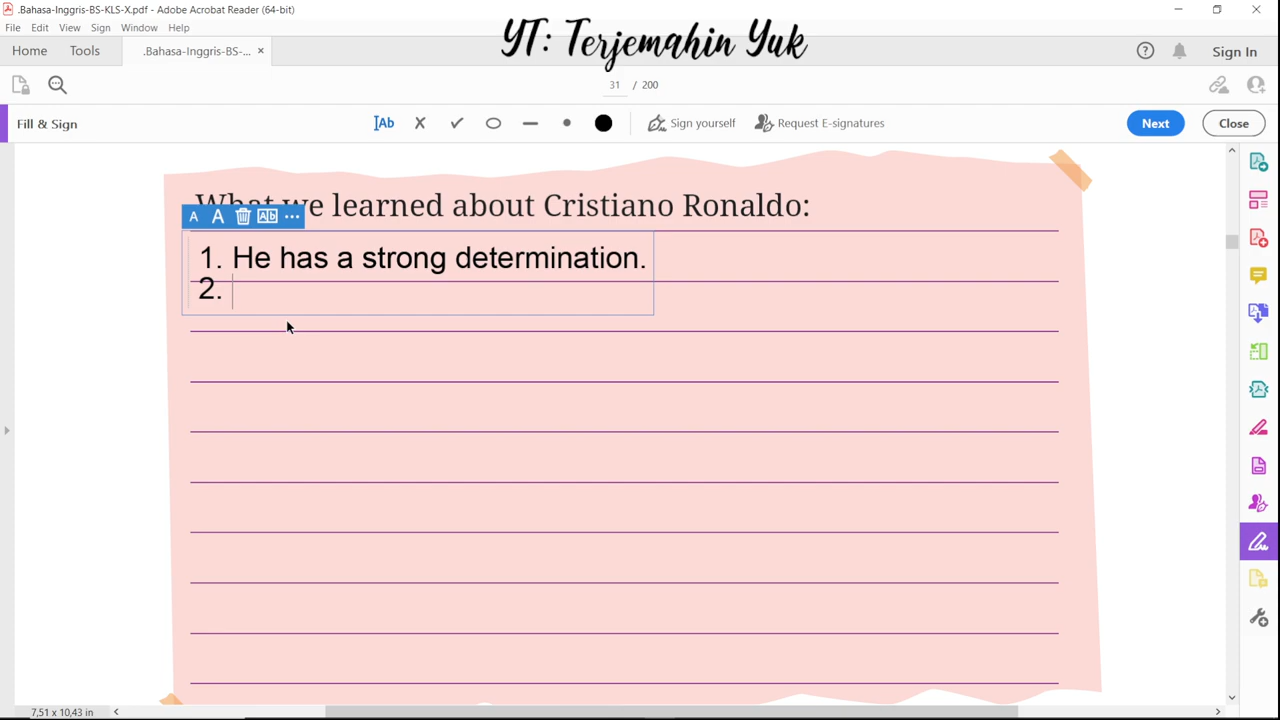 .Bahasa-Inggris-BS-KLS-X.pdf - Adobe Acrobat Reader (64-bit)
File Edit View Sign Window Help
YT: Terjemahin Yuk
Home Tools .Bahasa-Inggris-BS-... × Sign In
31 / 200
Fill & Sign Ab Sign yourself Request E-signatures Next Close
What we learned about Cristiano Ronaldo:
A A Ab ...
1. He has a strong determination.
2.
7,51 x 10,43 in